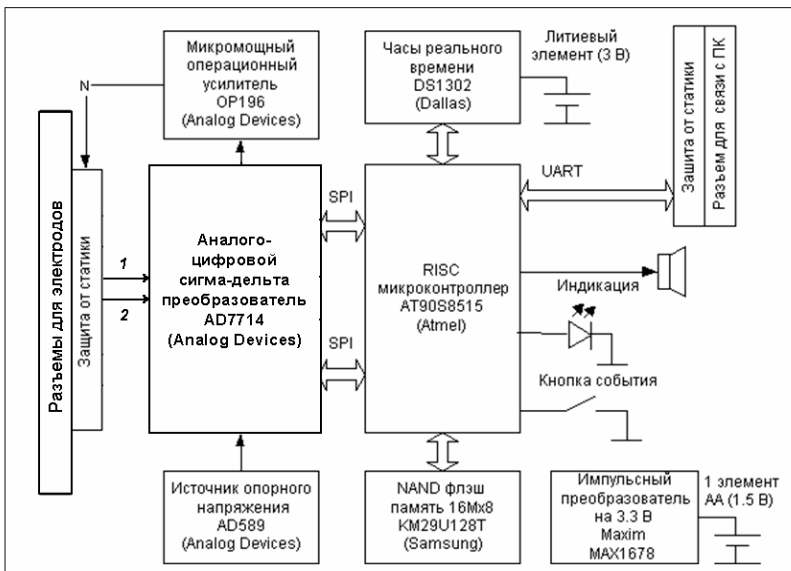 Микромощный
операционный
усилитель
OP196
(Analog Devices)
Часы реального
времени
DS1302
(Dallas)
Литиевый
элемент (3 В)
Зашита от статики
Разъем для связи с ПК
N
UART
SPI
Разъемы для электродов
Зашита от статики
1
2
Аналого-
цифровой
сигма-дельта
преобразователь
AD7714
(Analog Devices)
RISC
микроконтроллер
AT90S8515
(Atmel)
Индикация
SPI
Кнопка события
Источник опорного
напряжения
AD589
(Analog Devices)
NAND флэш
память 16Mx8
KM29U128T
(Samsung)
Импульсный
преобразователь
на 3.3 В
Maxim
MAX1678
1 элемент
AA (1.5 В)